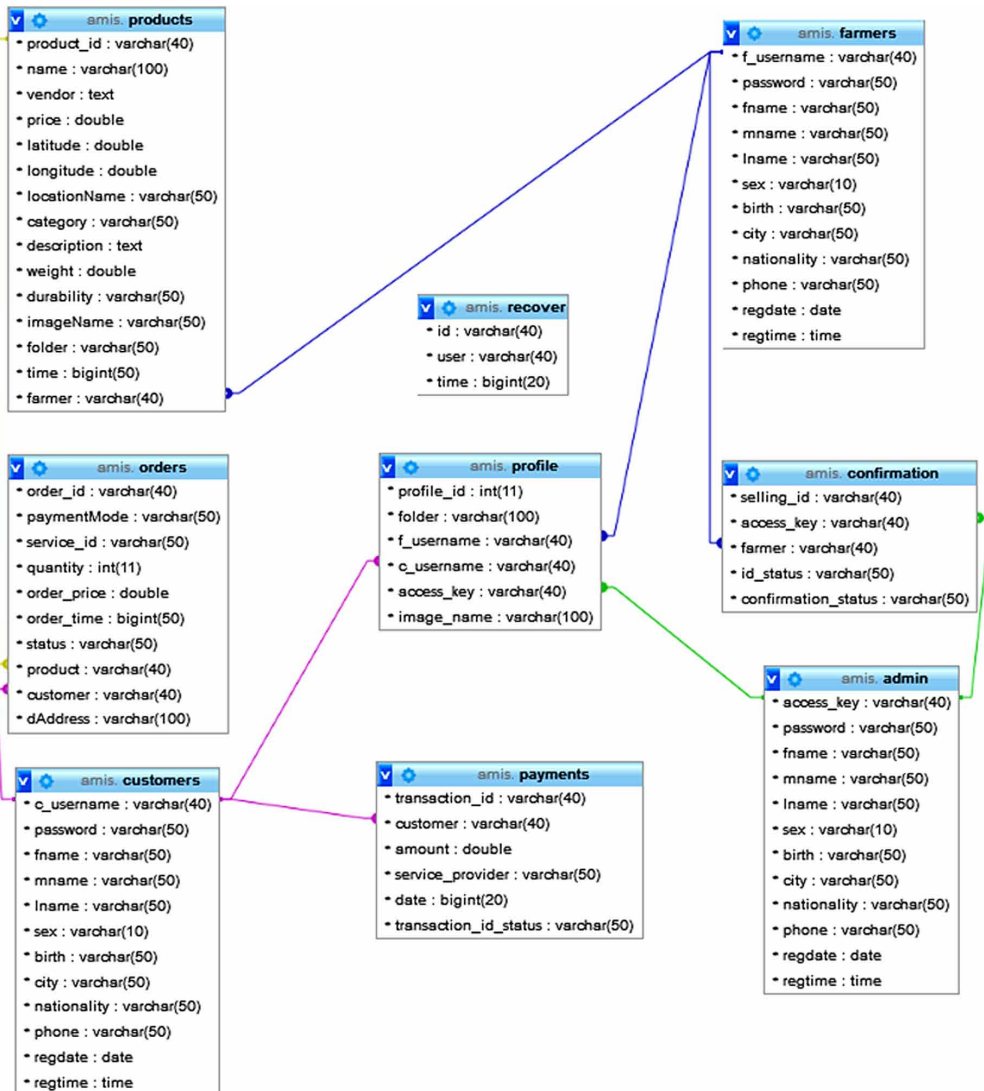 amis. products
product_id : varchar(40)
name : varchar(100)
vendor : text
price : double
latitude : double
longitude : double
locationName : varchar(50)
category : varchar(50)
description : text
weight : double
durability : varchar(50)
imageName : varchar(50)
folder : varchar(50)
time : bigint(50)
farmer : varchar(40)
v amis. farmers
f_username : varchar(40)
password : varchar(50)
fname : varchar(50)
mname : varchar(50)
lname : varchar(50)
sex : varchar(10)
birth : varchar(50)
city : varchar(50)
nationality : varchar(50)
phone : varchar(50)
regdate : date
regtime : time
v amis. recover
id : varchar(40)
user : varchar(40)
time : bigint(20)
v amis. orders
order_id : varchar(40)
paymentMode : varchar(50)
service_id : varchar(50)
quantity : int(11)
order_price : double
order_time : bigint(50)
status : varchar(50)
product : varchar(40)
customer : varchar(40)
dAddress : varchar(100)
v amis. profile
profile_id : int(11)
folder : varchar(100)
f_username : varchar(40)
c_username : varchar(40)
access_key : varchar(40)
image_name : varchar(100)
v amis. confirmation
selling_id : varchar(40)
access_key : varchar(40)
farmer : varchar(40)
id_status : varchar(50)
confirmation_status : varchar(50)
v amis. customers
c_username : varchar(40)
password : varchar(50)
fname : varchar(50)
mname : varchar(50)
lname : varchar(50)
sex : varchar(10)
birth : varchar(50)
city : varchar(50)
nationality : varchar(50)
phone : varchar(50)
regdate : date
regtime : time
v amis. payments
transaction_id : varchar(40)
customer : varchar(40)
amount : double
service_provider : varchar(50)
date : bigint(20)
transaction_id_status : varchar(50)
v amis. admin
access_key : varchar(40)
password : varchar(50)
fname : varchar(50)
mname : varchar(50)
lname : varchar(50)
sex : varchar(10)
birth : varchar(50)
city : varchar(50)
nationality : varchar(50)
phone : varchar(50)
regdate : date
regtime : time